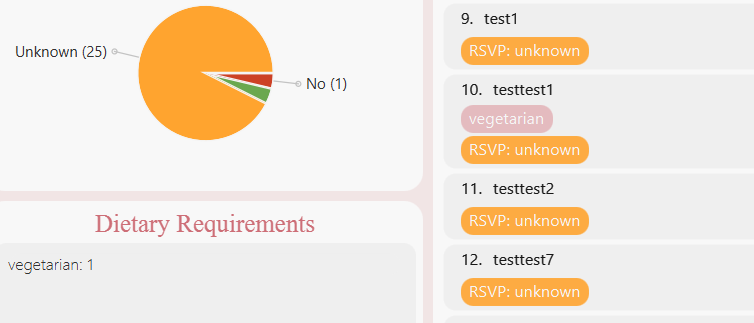 Unknown (25)
No (1)
Dietary Requirements
vegetarian: 1
9. test1
RSVP: unknown
10. testtest1
vegetarian
RSVP: unknown
11. testtest2
RSVP: unknown
12. testtest7
RSVP: unknown